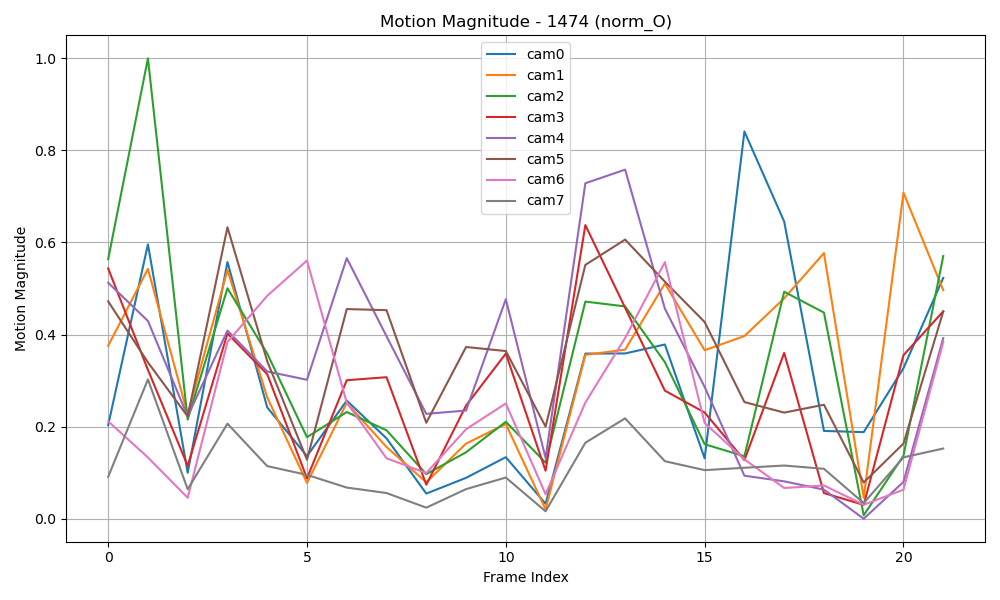 Motion Magnitude - 1474 (norm_O)
cam0
cam1
cam2
cam3
cam4
cam5
cam6
cam7
Motion Magnitude
1.0
0.8
0.6
0.4
0.2
0.0
0 5 10 15 20
Frame Index